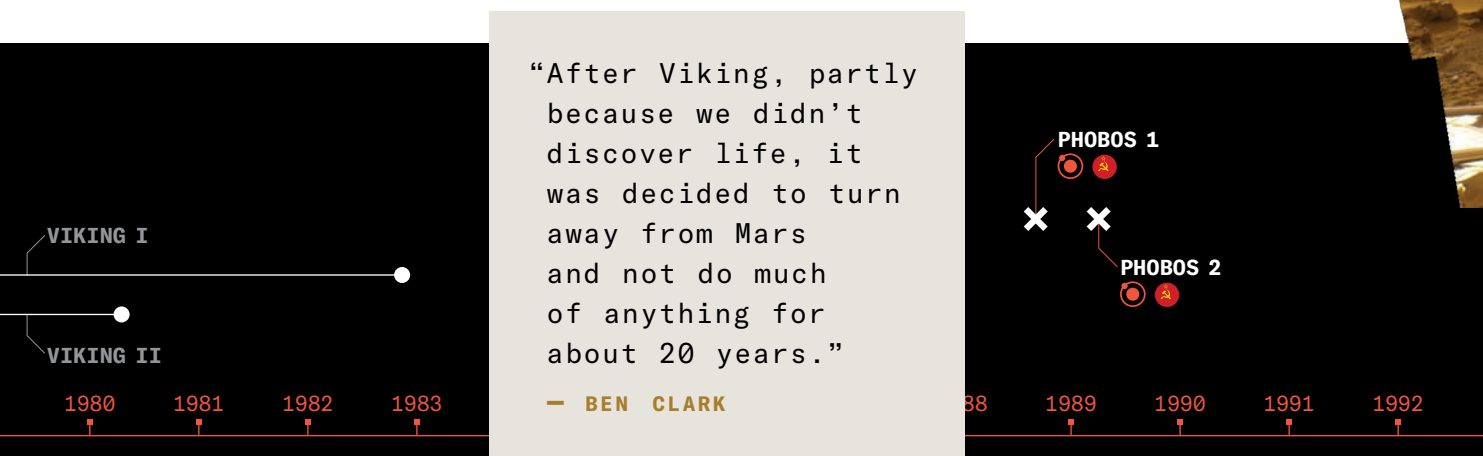 “After Viking, partly
because we didn’t
discover life, it
was decided to turn
away from Mars
and not do much
of anything for
about 20 years.”
— BEN CLARK
VIKING I
VIKING II
PHOBOS 1
PHOBOS 2
1980 1981 1982 1983 88 1989 1990 1991 1992